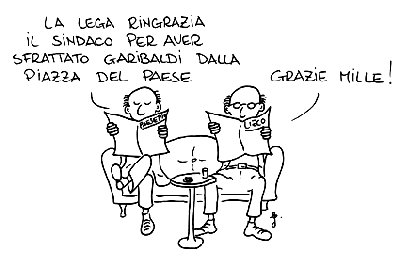 LA LEGA RINGRAZIA
IL SINDACO PER AVER
SFRATTATO GARIBALDI DALLA
PIAZZA DEL PAESE
GRAZIE MILLE!